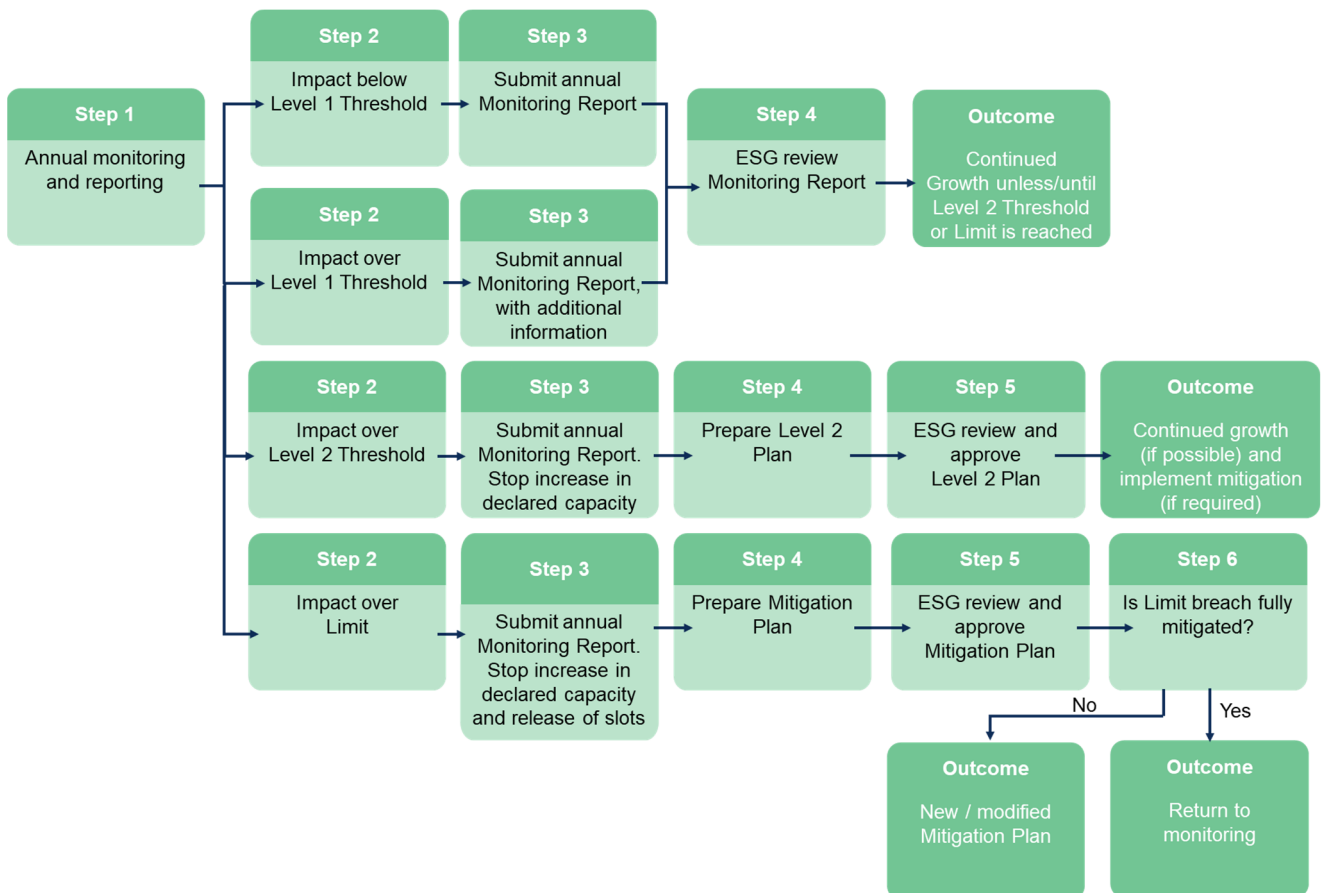 Step 1
Annual monitoring
and reporting
Step 2
Impact below
Level 1 Threshold
Step 3
Submit annual
Monitoring Report
Step 2
Impact over
Level 1 Threshold
Step 3
Submit annual
Monitoring Report,
with additional
information
Step 4
ESG review
Monitoring Report
Outcome
Continued
Growth unless/until
Level 2 Threshold
or Limit is reached
Step 2
Impact over
Level 2 Threshold
Step 3
Submit annual
Monitoring Report.
Stop increase in
declared capacity
Step 4
Prepare Level 2
Plan
Step 5
ESG review and
approve
Level 2 Plan
Outcome
Continued growth
(if possible) and
implement mitigation
(if required)
Step 2
Impact over
Limit
Step 3
Submit annual
Monitoring Report.
Stop increase in
declared capacity
and release of slots
Step 4
Prepare Mitigation
Plan
Step 5
ESG review and
approve
Mitigation Plan
Step 6
Is Limit breach fully
mitigated?
No
Yes
Outcome
New / modified
Mitigation Plan
Outcome
Return to
monitoring